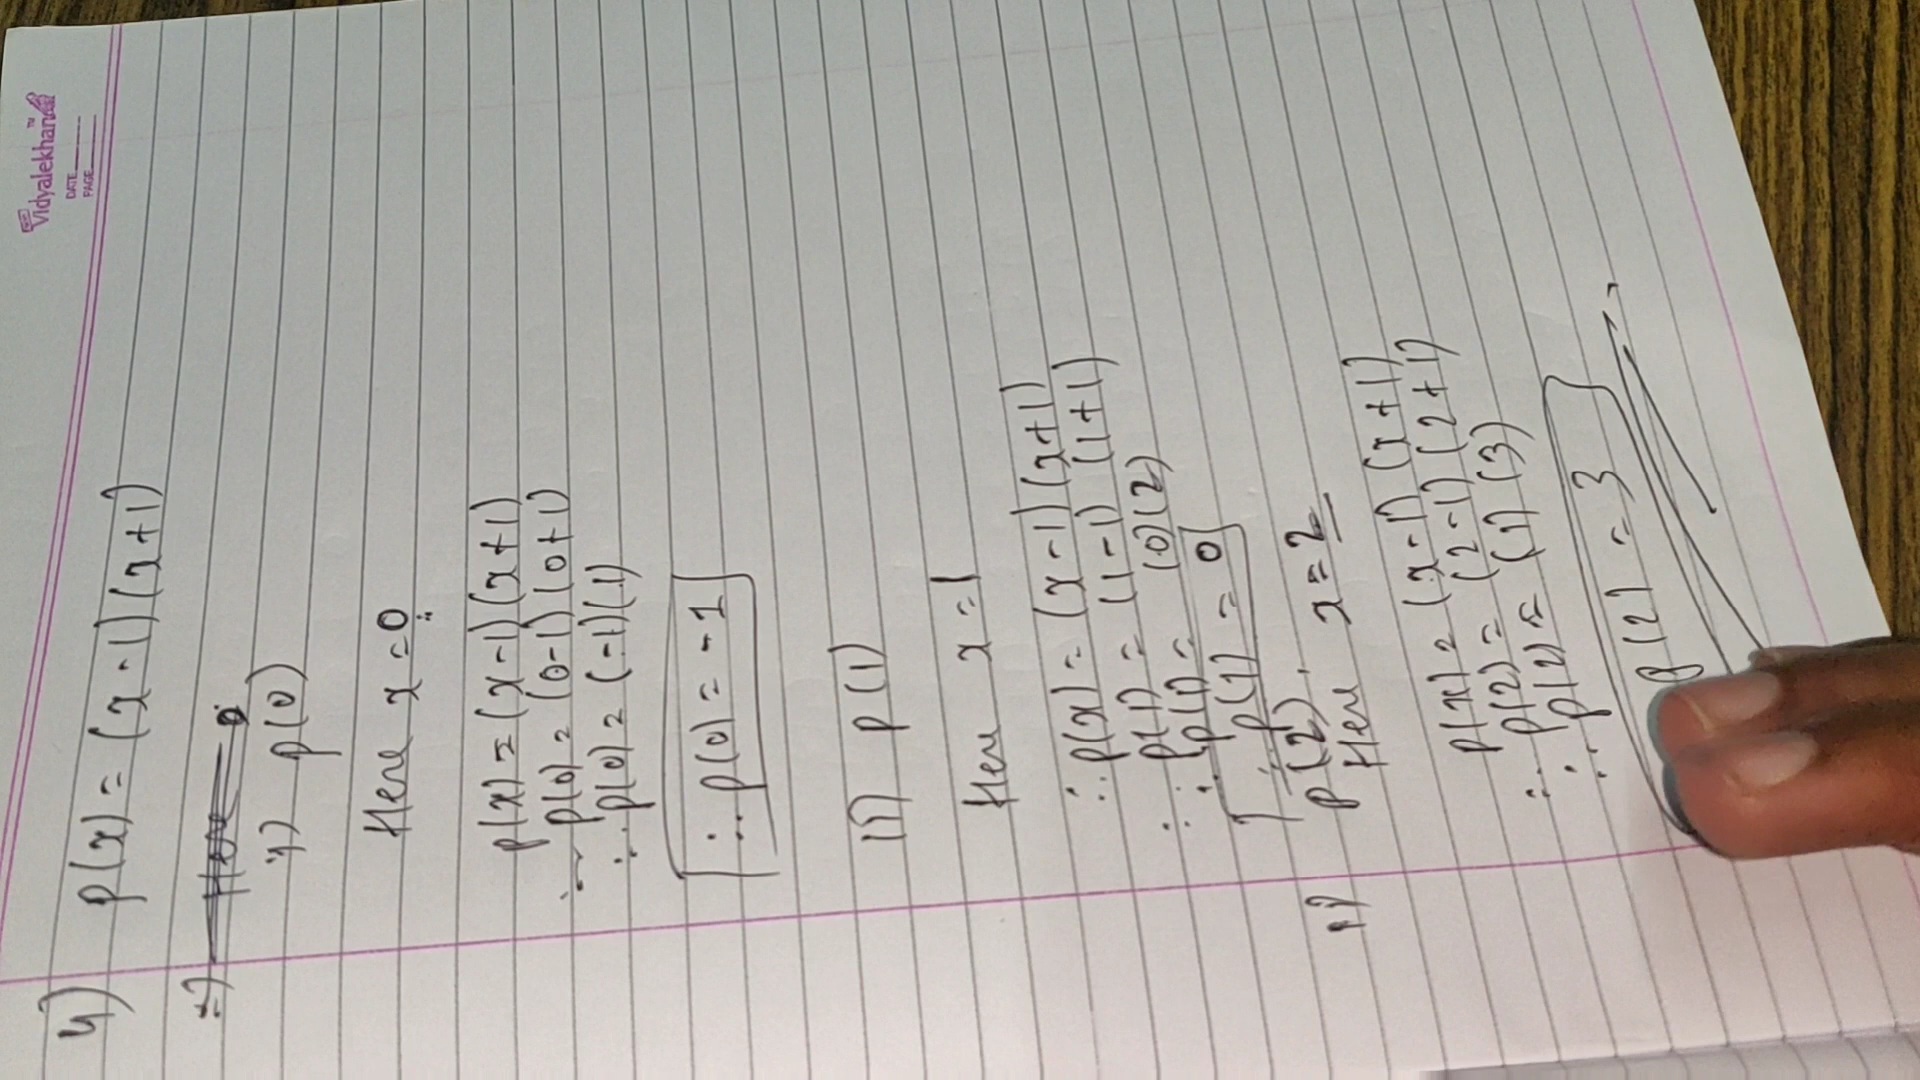 Vidyalekhan™
DATE
PAGE
4) p(x) = (x-1)(x+1)
i) p(0)
Here x=0
p(x) = (x-1)(x+1)
∴ p(0) = (0-1)(0+1)
∴ p(0) = (-1)(1)
∴ p(0) = -1
ii) p(1)
Here x=1
∴ p(x) = (x-1)(x+1)
p(1) = (1-1)(1+1)
∴ p(1) = (0)(2)
∴ p(1) = 0
p(2).
Here x=2
p(x) = (x-1)(x+1)
p(2) = (2-1)(2+1)
∴ p(2) = (1)(3)
p(2) = 3